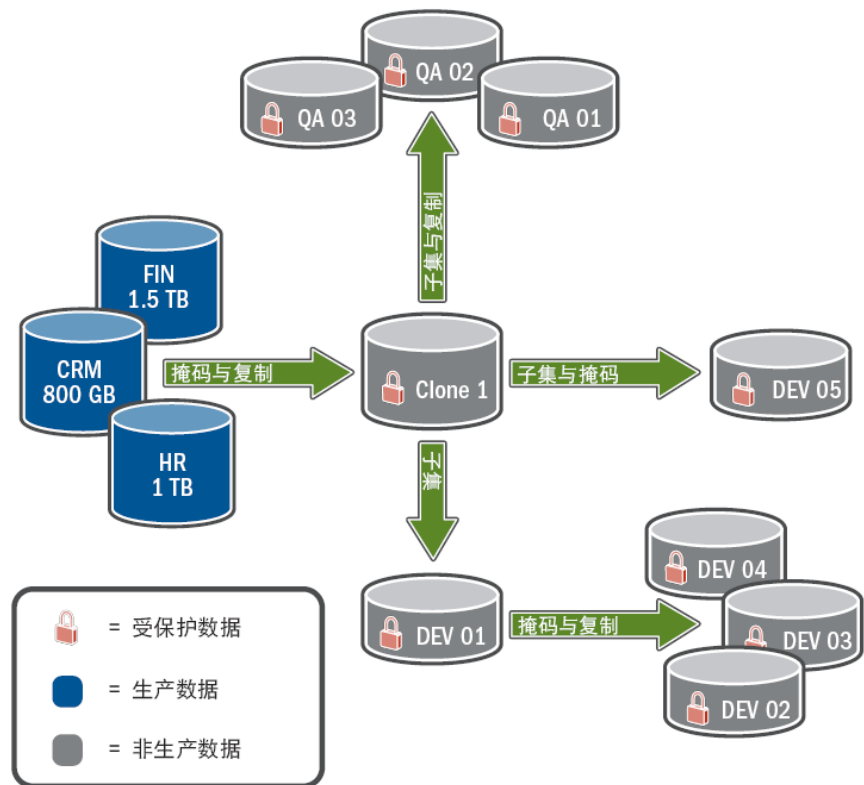 QA 02
QA 03
QA 01
子集与复制
FIN
1.5 TB
CRM
800 GB
HR
1 TB
掩码与复制
Clone 1
子集与掩码
DEV 05
子集
DEV 01
掩码与复制
DEV 04
DEV 03
DEV 02
= 受保护数据
= 生产数据
= 非生产数据